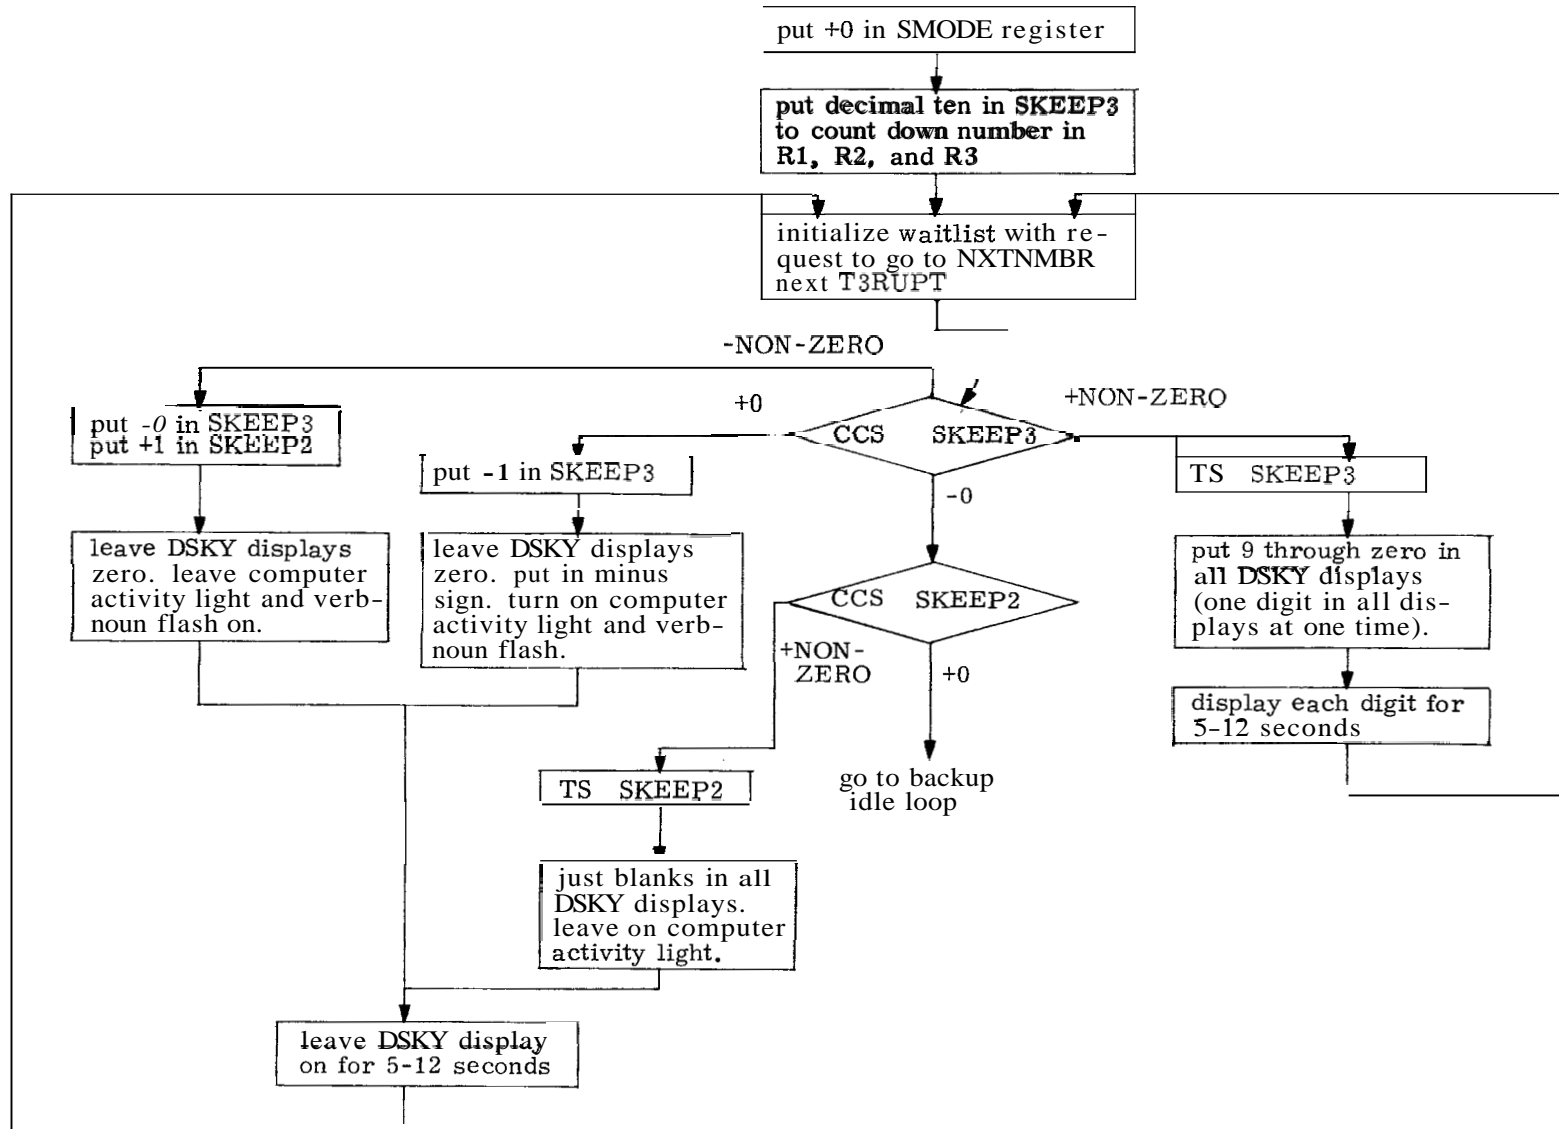 put +0 in SMODE register
put decimal ten in SKEEP3
to count down number in
R1, R2, and R3
initialize waitlist with re-
quest to go to NXTNMBR
next T3RUPT
-NON-ZERO
+0
+NON-ZERO
CCS SKEEP3
-0
put -0 in SKEEP3
put +1 in SKEEP2
put -1 in SKEEP3
TS SKEEP3
leave DSKY displays
zero. leave computer
activity light and verb-
noun flash on.
leave DSKY displays
zero. put in minus
sign. turn on computer
activity light and verb-
noun flash.
put 9 through zero in
all DSKY displays
(one digit in all dis-
plays at one time).
CCS SKEEP2
+NON-
ZERO
+0
display each digit for
5-12 seconds
TS SKEEP2
go to backup
idle loop
just blanks in all
DSKY displays.
leave on computer
activity light.
leave DSKY display
on for 5-12 seconds